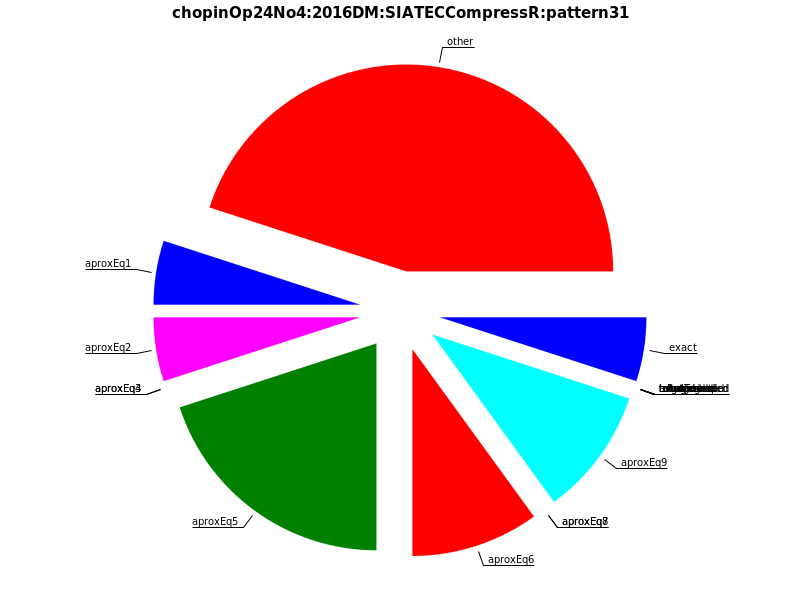 chopinOp24No4:2016DM:SIATECCompressR:pattern31
other
aproxEq1
exact
aproxEq2
aproxEq9
aproxEq5
aproxEq6